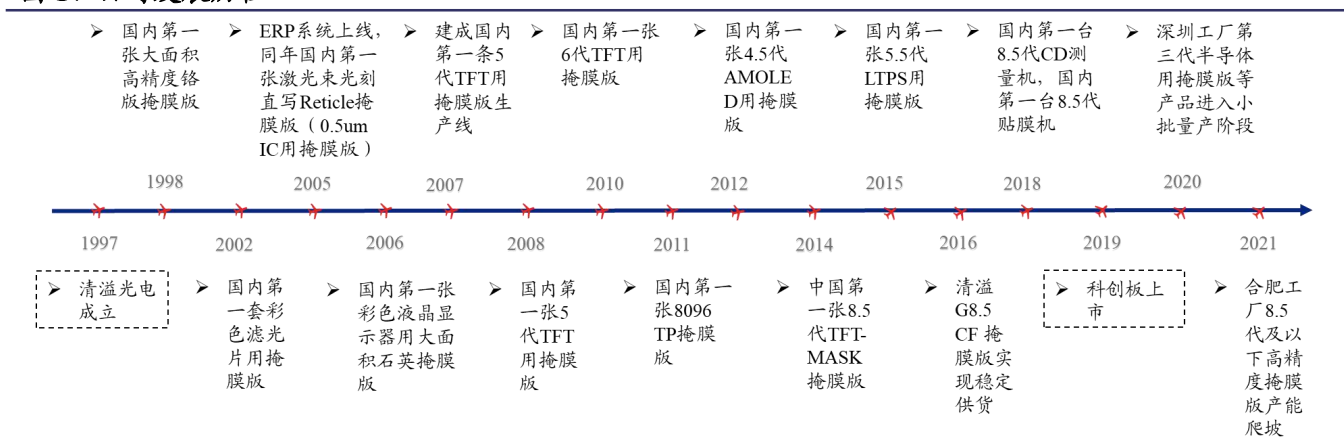 国内第一
张大面积
高精度铬
版掩膜版
ERP系统上线，
同年国内第一
张激光束光刻
直写Reticle掩
膜版（0.5um
IC用掩膜版）
建成国内
第一条5
代TFT用
掩膜版生
产线
国内第一张
6代TFT用
掩膜版
国内第一
张4.5代
AMOLE
D用掩膜
版
国内第一
张5.5代
LTPS用
掩膜版
国内第一台
8.5代CD测
量机，国内
第一台8.5代
贴膜机
深圳工厂第
三代半导体
用掩膜版等
产品进入小
批量产阶段
1998
2005
2007
2010
2012
2015
2018
2020
1997
2002
2006
2008
2011
2014
2016
2019
2021
清溢光电
成立
国内第
一套彩
色滤光
片用掩
膜版
国内第一张
彩色液晶显
示器用大面
积石英掩膜
版
国内第
一张5
代TFT
用掩膜
版
国内第一
张8096
TP掩膜
版
中国第
一张8.5
代TFT-
MASK
掩膜版
清溢
G8.5
CF 掩
膜版实
现稳定
供货
科创板上
市
合肥工
厂8.5
代及以
下高精
度掩膜
版产能
爬坡